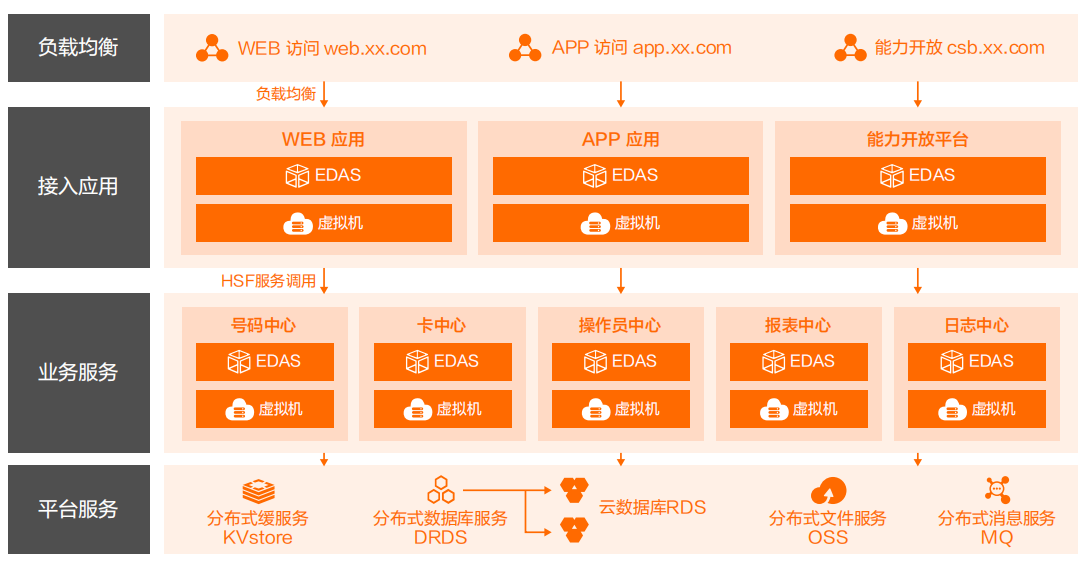 负载均衡
WEB 访问 web.xx.com
APP 访问 app.xx.com
能力开放 csb.xx.com
负载均衡
接入应用
WEB 应用
EDAS
虚拟机
APP 应用
EDAS
虚拟机
能力开放平台
EDAS
虚拟机
HSF服务调用
业务服务
号码中心
EDAS
虚拟机
卡中心
EDAS
虚拟机
操作员中心
EDAS
虚拟机
报表中心
EDAS
虚拟机
日志中心
EDAS
虚拟机
平台服务
分布式缓服务
KVstore
分布式数据库服务
DRDS
云数据库RDS
分布式文件服务
OSS
分布式消息服务
MQ